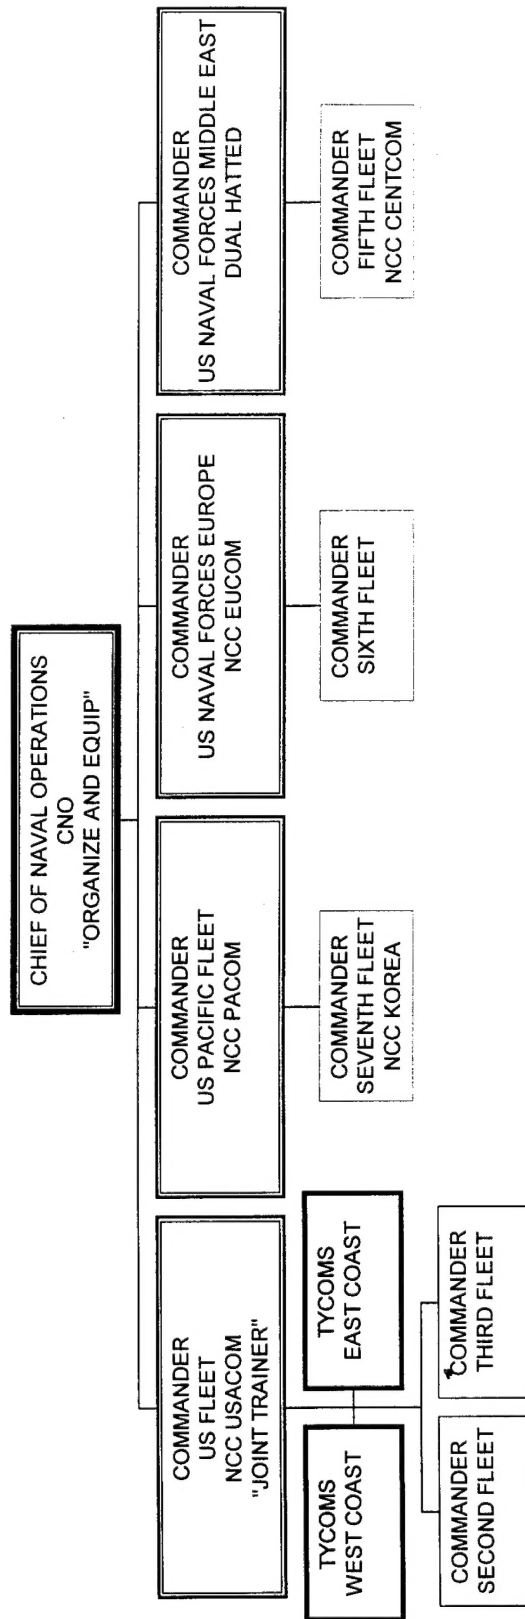 CHIEF OF NAVAL OPERATIONS
CNO
"ORGANIZE AND EQUIP"
COMMANDER
US FLEET
NCC USACOM
"JOINT TRAINER"
COMMANDER
US PACIFIC FLEET
NCC PACOM
COMMANDER
US NAVAL FORCES EUROPE
NCC EUCOM
COMMANDER
US NAVAL FORCES MIDDLE EAST
DUAL HATTED
TYCOMS
WEST COAST
TYCOMS
EAST COAST
COMMANDER
SEVENTH FLEET
NCC KOREA
COMMANDER
SIXTH FLEET
COMMANDER
FIFTH FLEET
NCC CENTCOM
COMMANDER
SECOND FLEET
COMMANDER
THIRD FLEET